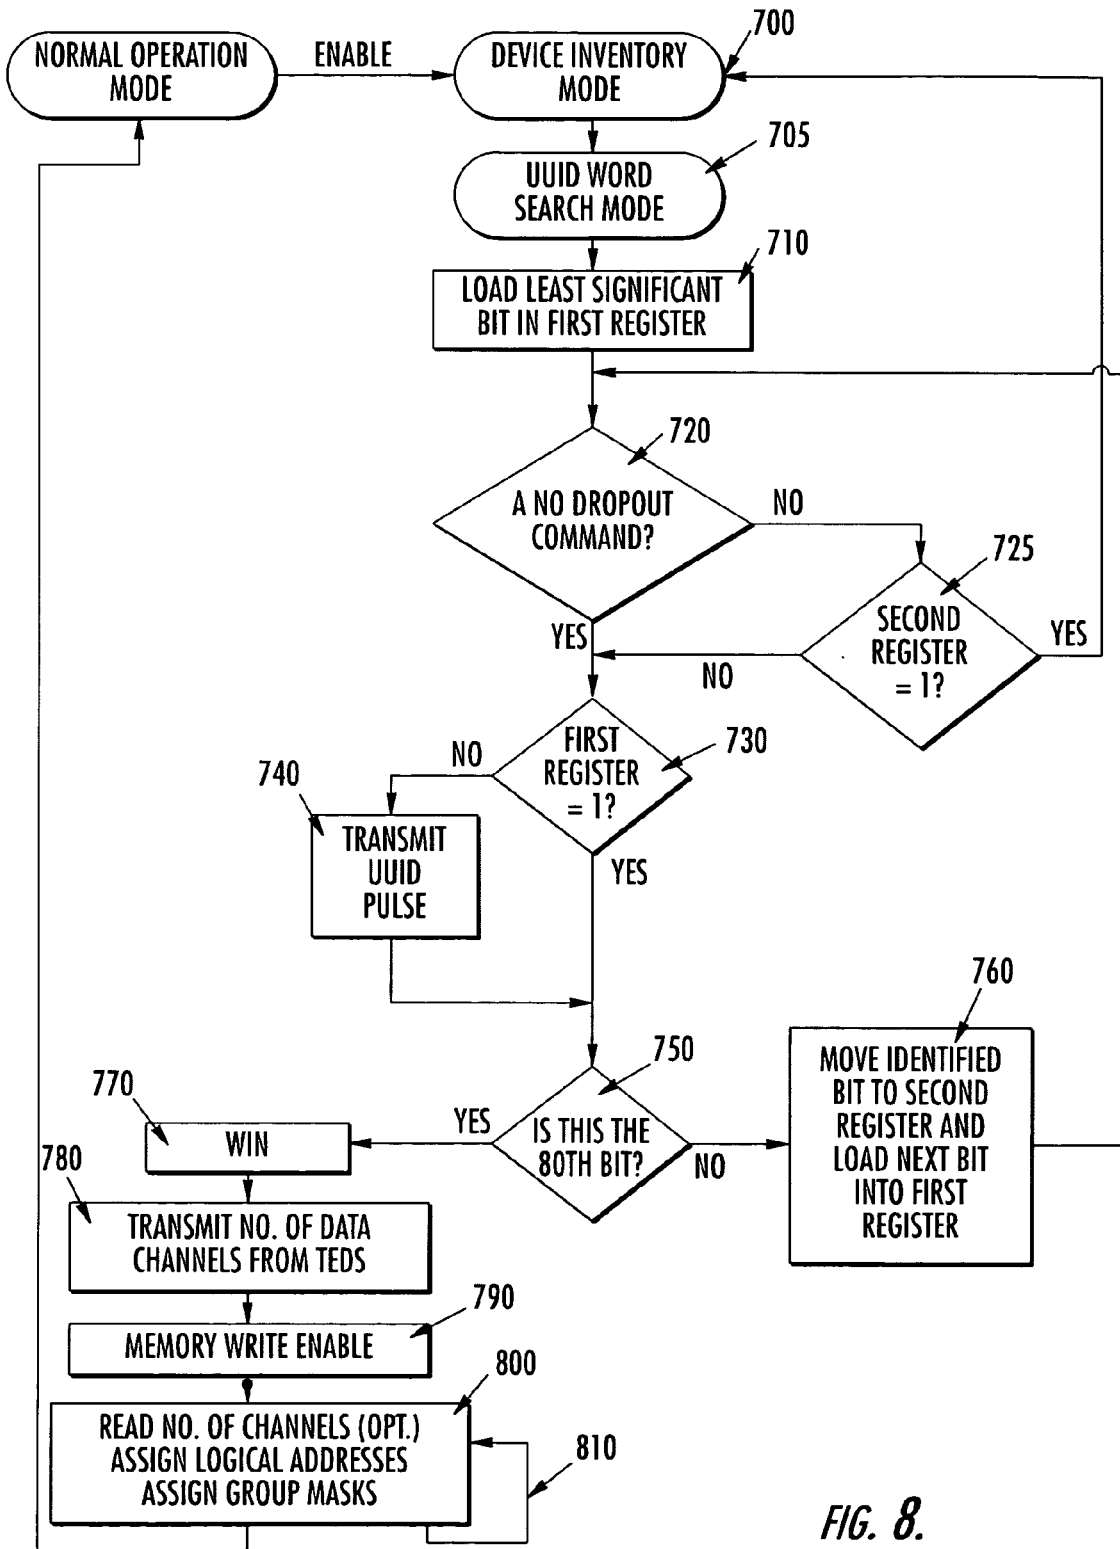 NORMAL OPERATION
MODE
ENABLE
DEVICE INVENTORY
MODE
700
UUID WORD
SEARCH MODE
705
710
LOAD LEAST SIGNIFICANT
BIT IN FIRST REGISTER
720
A NO DROPOUT
COMMAND?
NO
725
SECOND
REGISTER
= 1?
YES
YES
NO
FIRST
REGISTER
= 1?
730
NO
740
TRANSMIT
UUID
PULSE
YES
760
MOVE IDENTIFIED
BIT TO SECOND
REGISTER AND
LOAD NEXT BIT
INTO FIRST
REGISTER
750
IS THIS THE
80TH BIT?
YES
NO
770
WIN
780
TRANSMIT NO. OF DATA
CHANNELS FROM TEDS
790
MEMORY WRITE ENABLE
800
READ NO. OF CHANNELS (OPT.)
ASSIGN LOGICAL ADDRESSES
ASSIGN GROUP MASKS
810
FIG. 8.